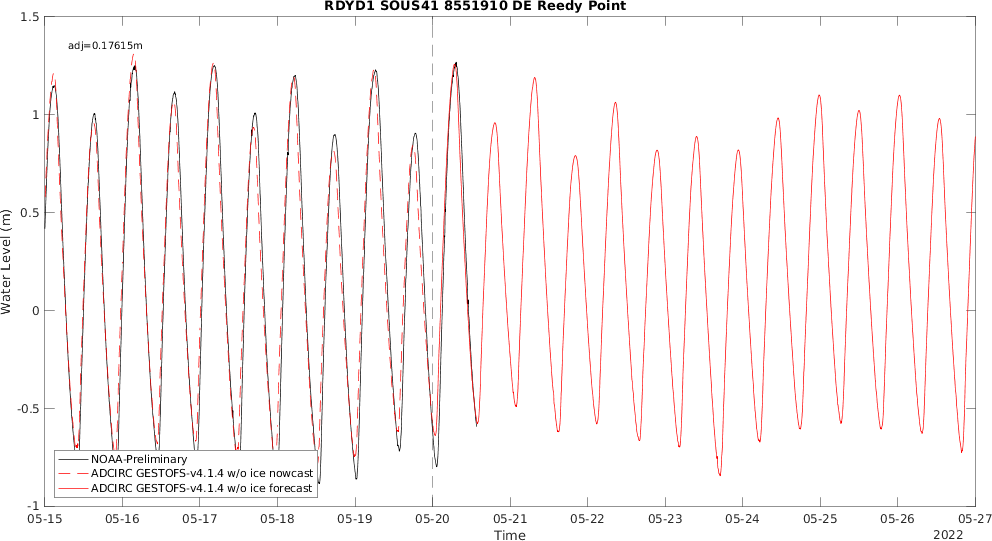 RDYD1 SOUS41 8551910 DE Reedy Point
adj=0.17615m
1.5
1
0.5
0
-0.5
-1
Water Level (m)
NOAA-Preliminary
ADCIRC GESTOFS-v4.1.4 w/o ice nowcast
ADCIRC GESTOFS-v4.1.4 w/o ice forecast
05-15 05-16 05-17 05-18 05-19 05-20 05-21 05-22 05-23 05-24 05-25 05-26 05-27
Time
2022